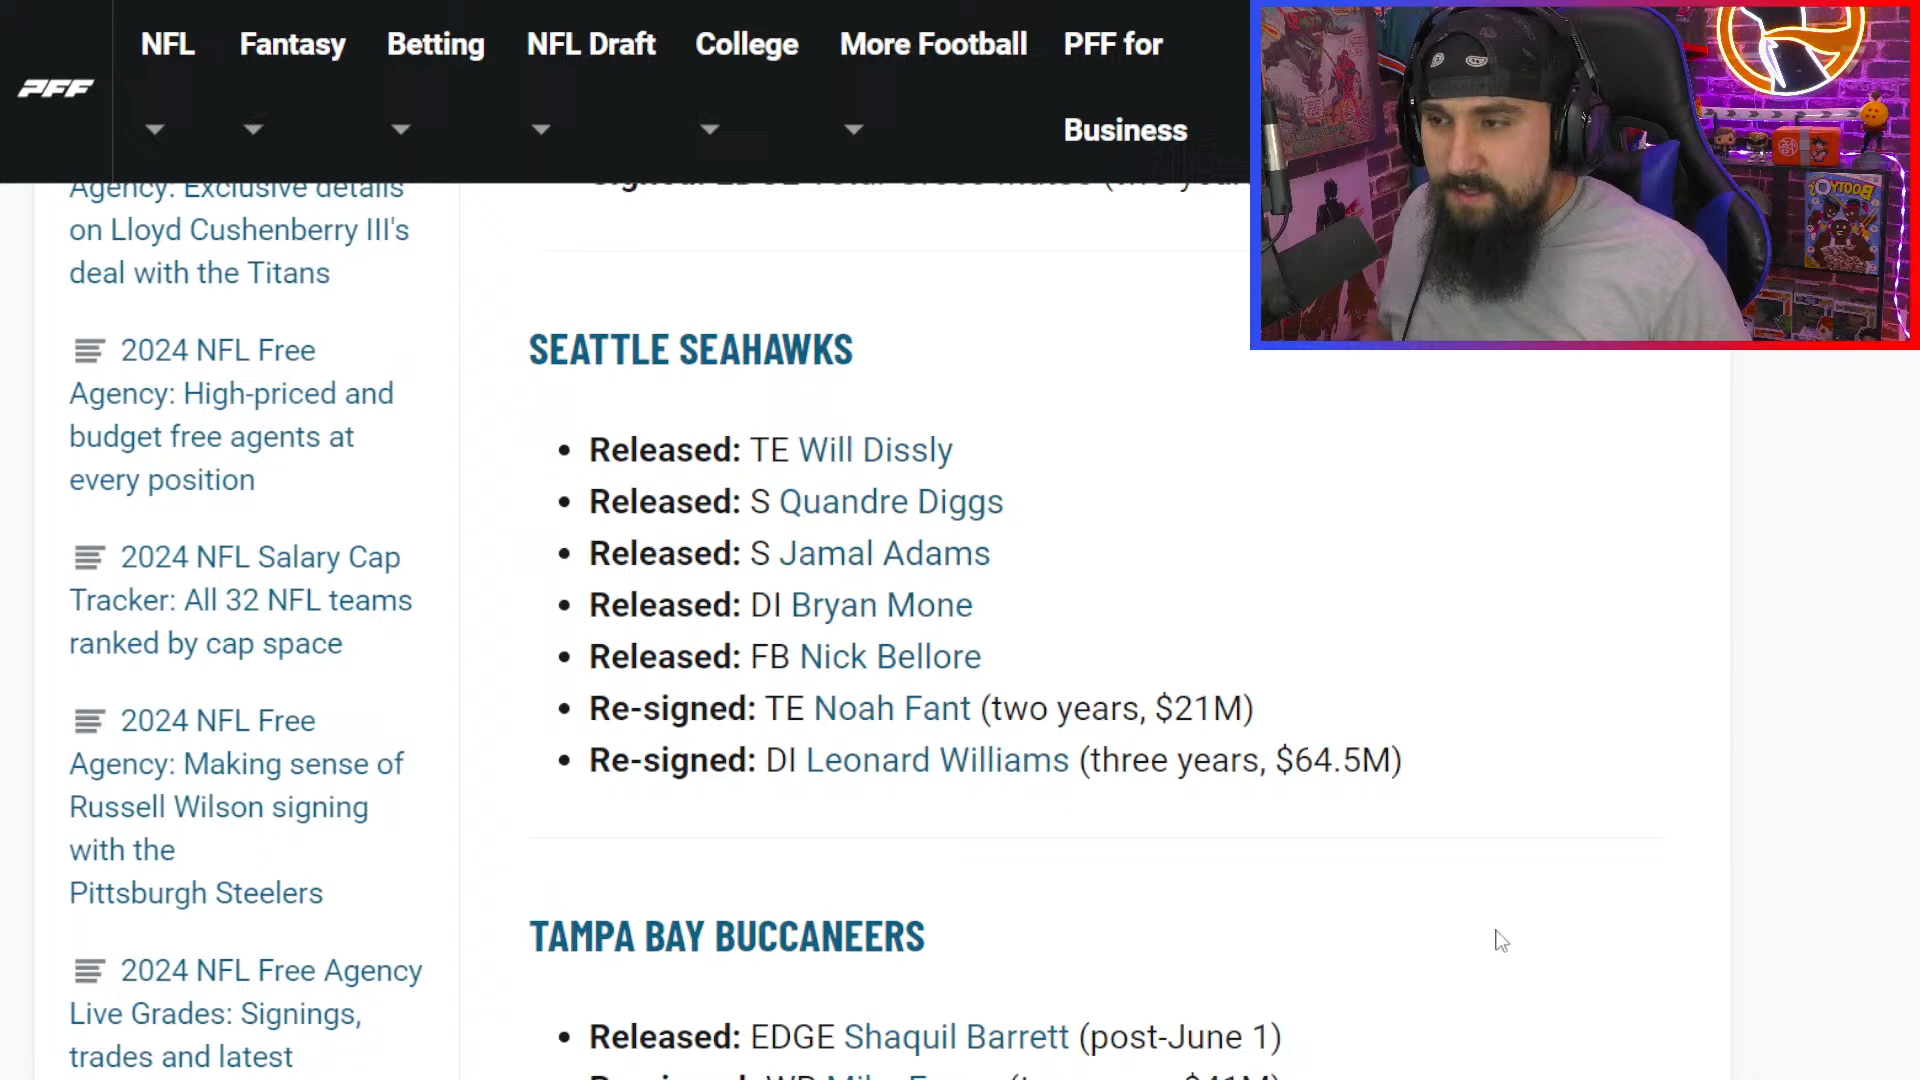 NFL Fantasy Betting NFL Draft College More Football PFF for
Business
PFF
Agency: Exclusive details
on Lloyd Cushenberry III's
deal with the Titans
2024 NFL Free
Agency: High-priced and
budget free agents at
every position
2024 NFL Salary Cap
Tracker: All 32 NFL teams
ranked by cap space
2024 NFL Free
Agency: Making sense of
Russell Wilson signing
with the
Pittsburgh Steelers
2024 NFL Free Agency
Live Grades: Signings,
trades and latest
SEATTLE SEAHAWKS
• Released: TE Will Dissly
• Released: S Quandre Diggs
• Released: S Jamal Adams
• Released: DI Bryan Mone
• Released: FB Nick Bellore
• Re-signed: TE Noah Fant (two years, $21M)
• Re-signed: DI Leonard Williams (three years, $64.5M)
TAMPA BAY BUCCANEERS
• Released: EDGE Shaquil Barrett (post-June 1)